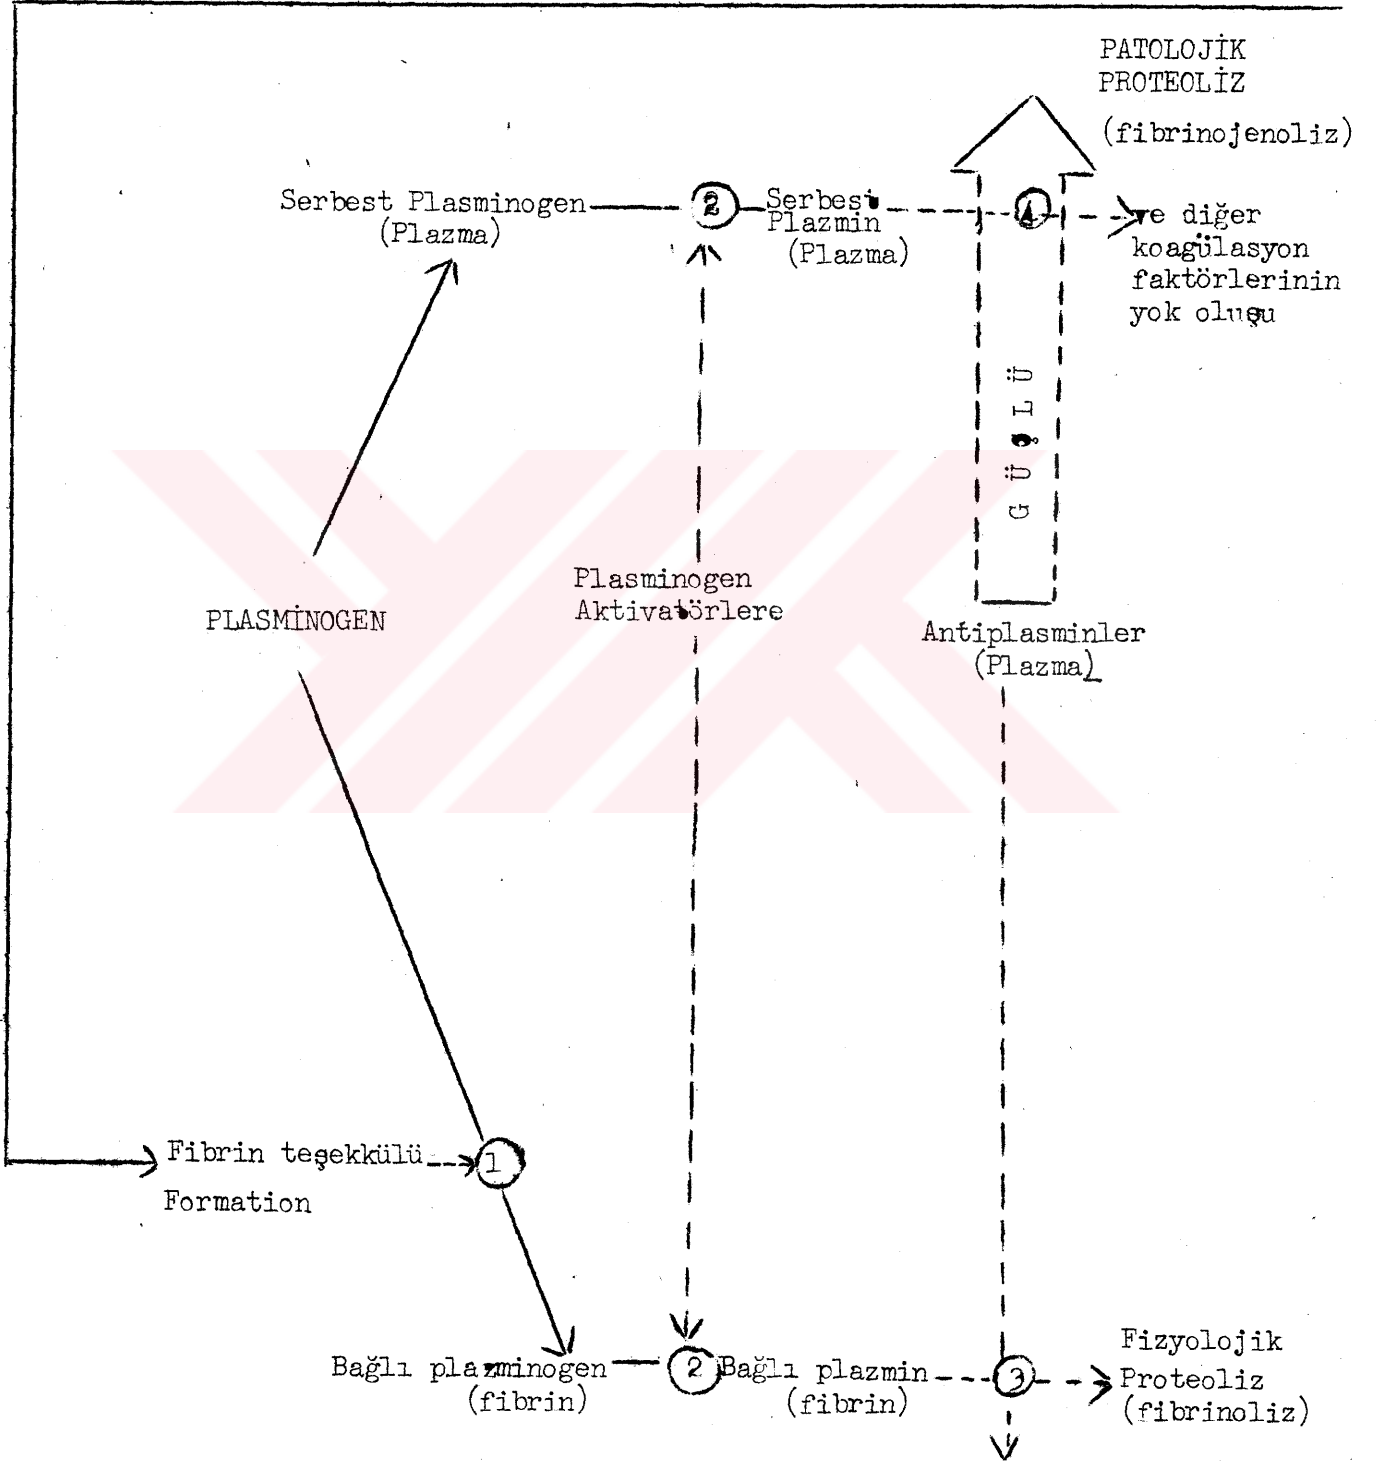 PATOLOJİK
PROTEOLİZ
(fibrinojenoliz)
Serbest Plasminogen
(Plazma)
2
Serbest
Plazmin
(Plazma)
4
ve diğer
koagülasyon
faktörlerinin
yok oluşu
GÜÇLÜ
Plasminogen
Aktivatörlere
PLASMİNOGEN
Antiplasminler
(Plazma)
Fibrin teşekkülü
1
Formation
Bağlı plazminogen
(fibrin)
2
Bağlı plazmin
(fibrin)
3
Fizyolojik
Proteoliz
(fibrinoliz)